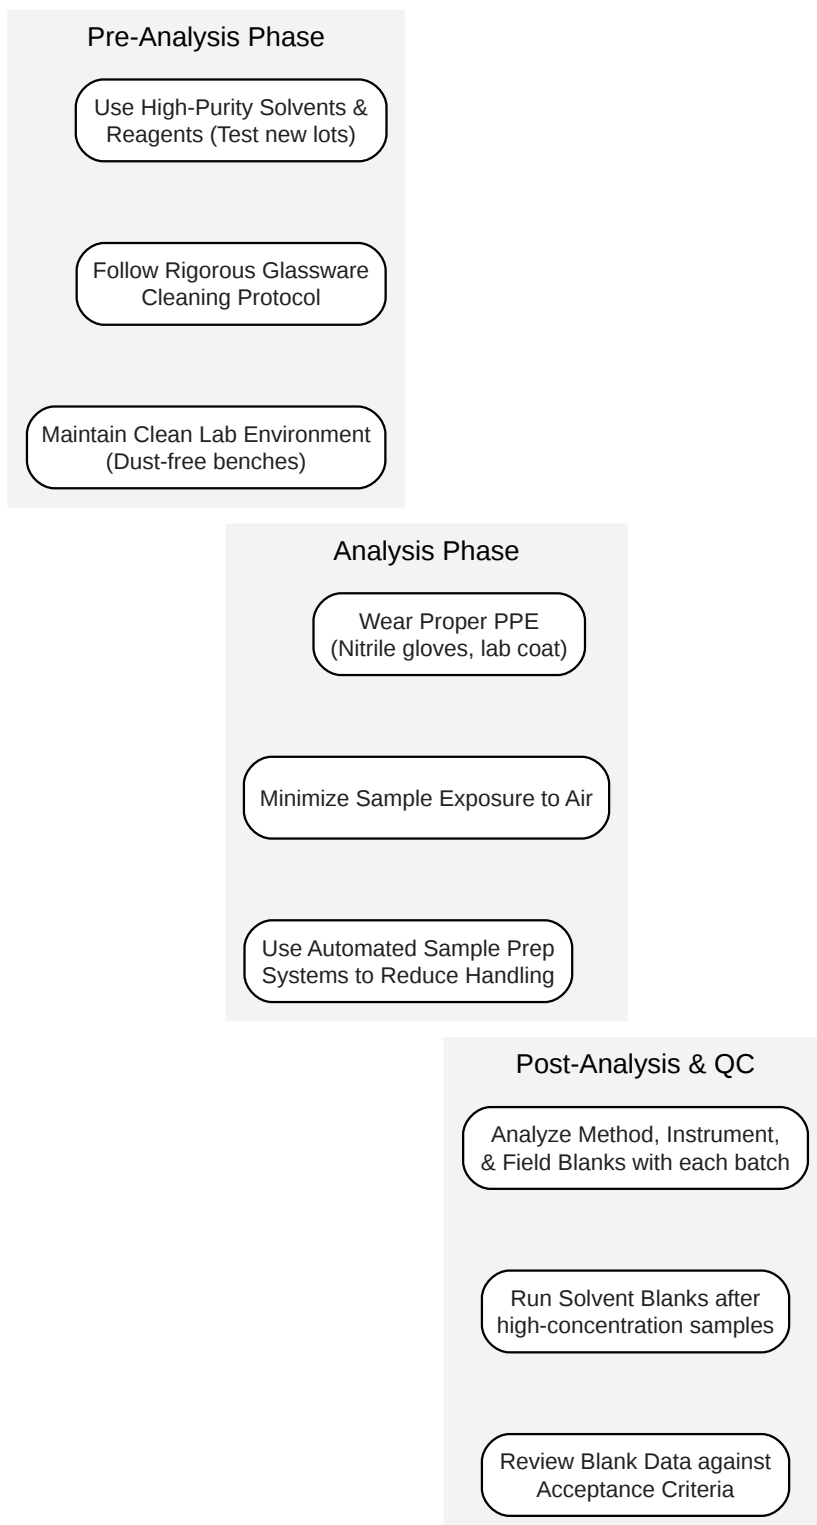 Pre-Analysis Phase
Use High-Purity Solvents &
Reagents (Test new lots)
Follow Rigorous Glassware
Cleaning Protocol
Maintain Clean Lab Environment
(Dust-free benches)
Analysis Phase
Wear Proper PPE
(Nitrile gloves, lab coat)
Minimize Sample Exposure to Air
Use Automated Sample Prep
Systems to Reduce Handling
Post-Analysis & QC
Analyze Method, Instrument,
& Field Blanks with each batch
Run Solvent Blanks after
high-concentration samples
Review Blank Data against
Acceptance Criteria